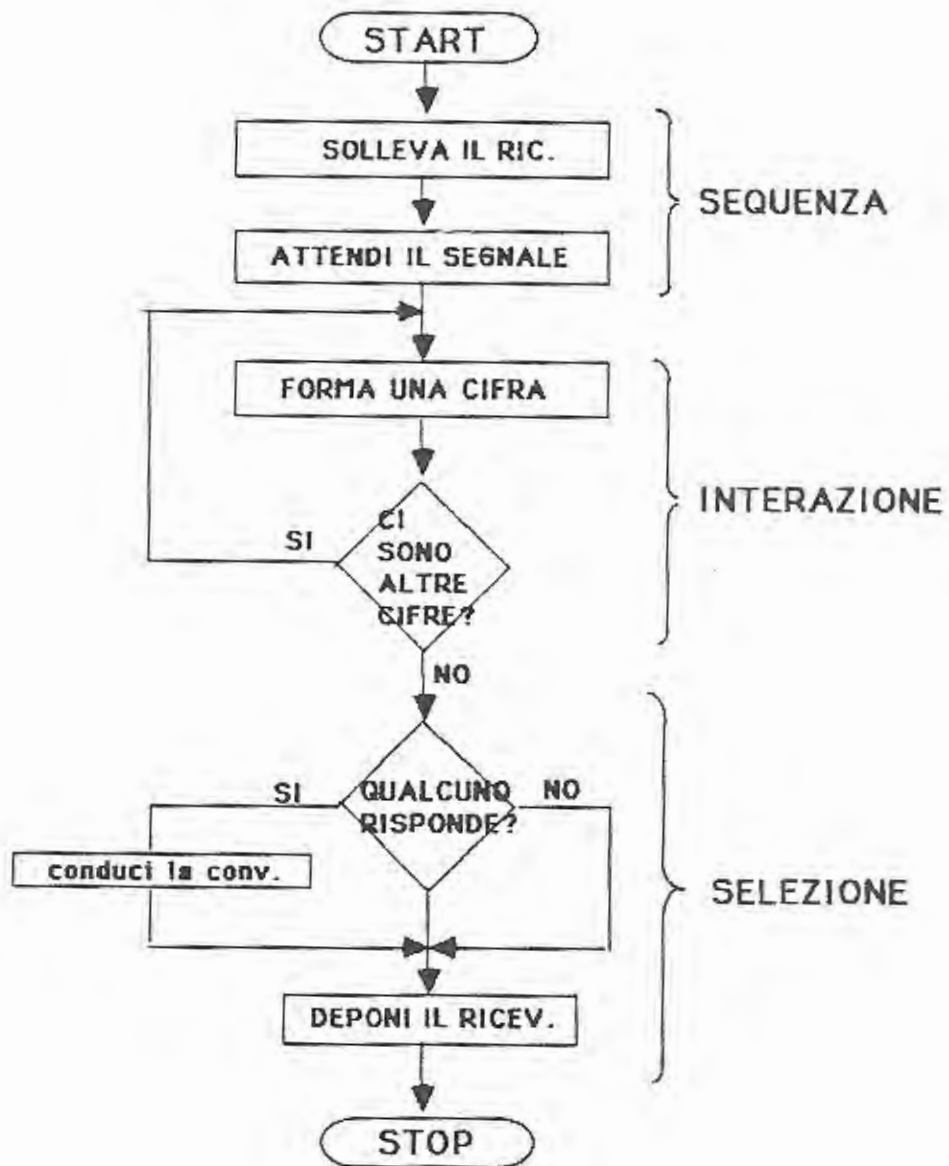 START
SOLLEVA IL RIC.
ATTENDI IL SEGNALE
SEQUENZA
FORMA UNA CIFRA
CI
SONO
ALTRE
CIFRE?
SI
NO
INTERAZIONE
QUALCUNO
RISPONDE?
SI
NO
conduci la conv.
SELEZIONE
DEPONI IL RICEV.
STOP